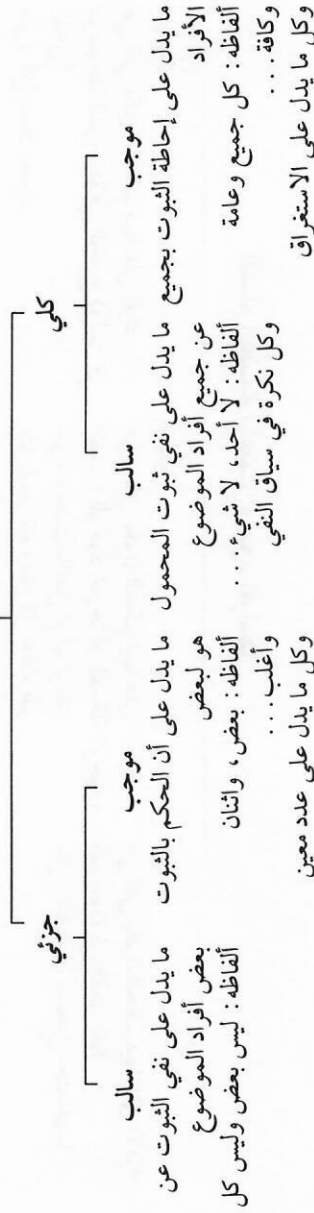 كلي
موجب
ما يدل على إحاطة الثبوت بجميع
الأفراد
ألفاظه : كل جميع وعامة
وكافة . . .
وكل ما يدل على الاستغراق
سالب
ما يدل على نفي ثبوت المحمول
عن جميع أفراد الموضوع
ألفاظه : لا أحد، لا شيء . . .
وكل نكرة في سياق النفي
جزئي
موجب
ما يدل على أن الحكم بالثبوت
هو لبعض
ألفاظه : بعض، واثنان
وأغلب . . .
وكل ما يدل على عدد معين
سالب
ما يدل على نفي الثبوت عن
بعض أفراد الموضوع
ألفاظه : ليس بعض وليس كل